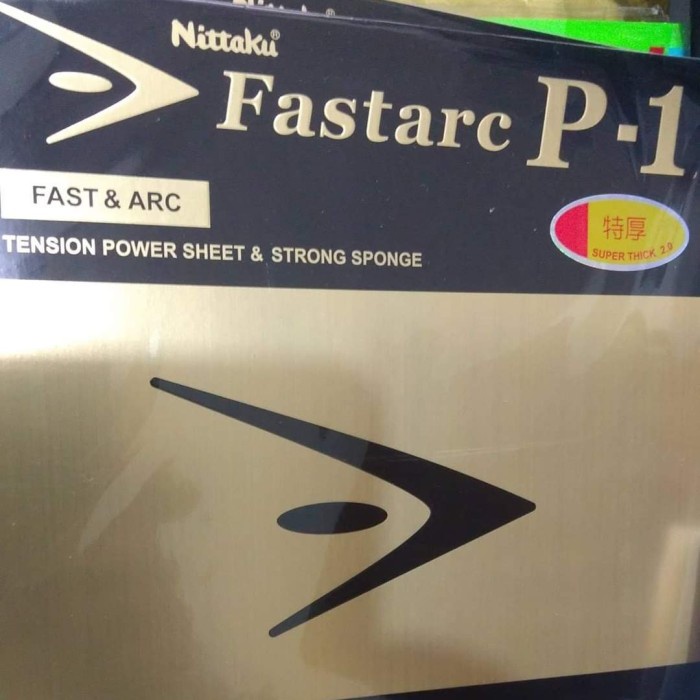 Nittaku®
Fastarc P-1
FAST & ARC
特厚
SUPER THICK 2.0
TENSION POWER SHEET & STRONG SPONGE